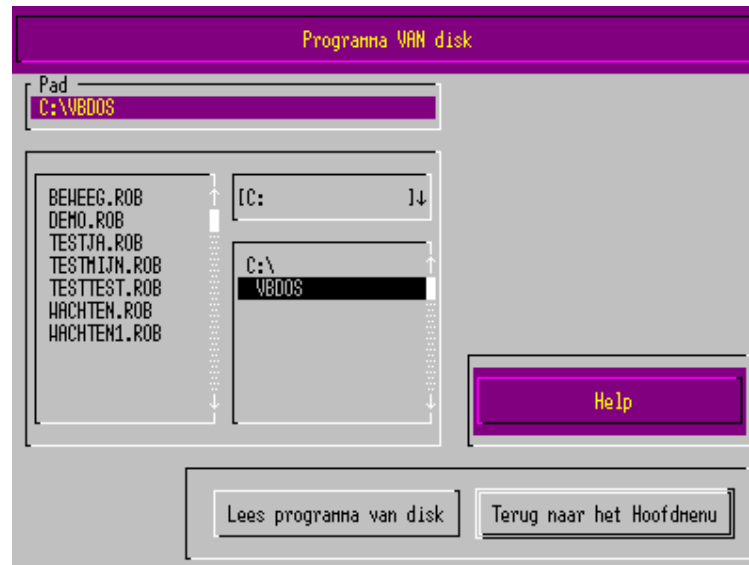 Programma VAN disk
Pad
C:\VBDOS
BEWEEG.ROB
DEMO.ROB
TESTJA.ROB
TESTMIJN.ROB
TESTTEST.ROB
WACHTEN.ROB
WACHTEN1.ROB
[C: ]↓
C:\
VBDOS
Help
Lees programma van disk
Terug naar het Hoofdmenu